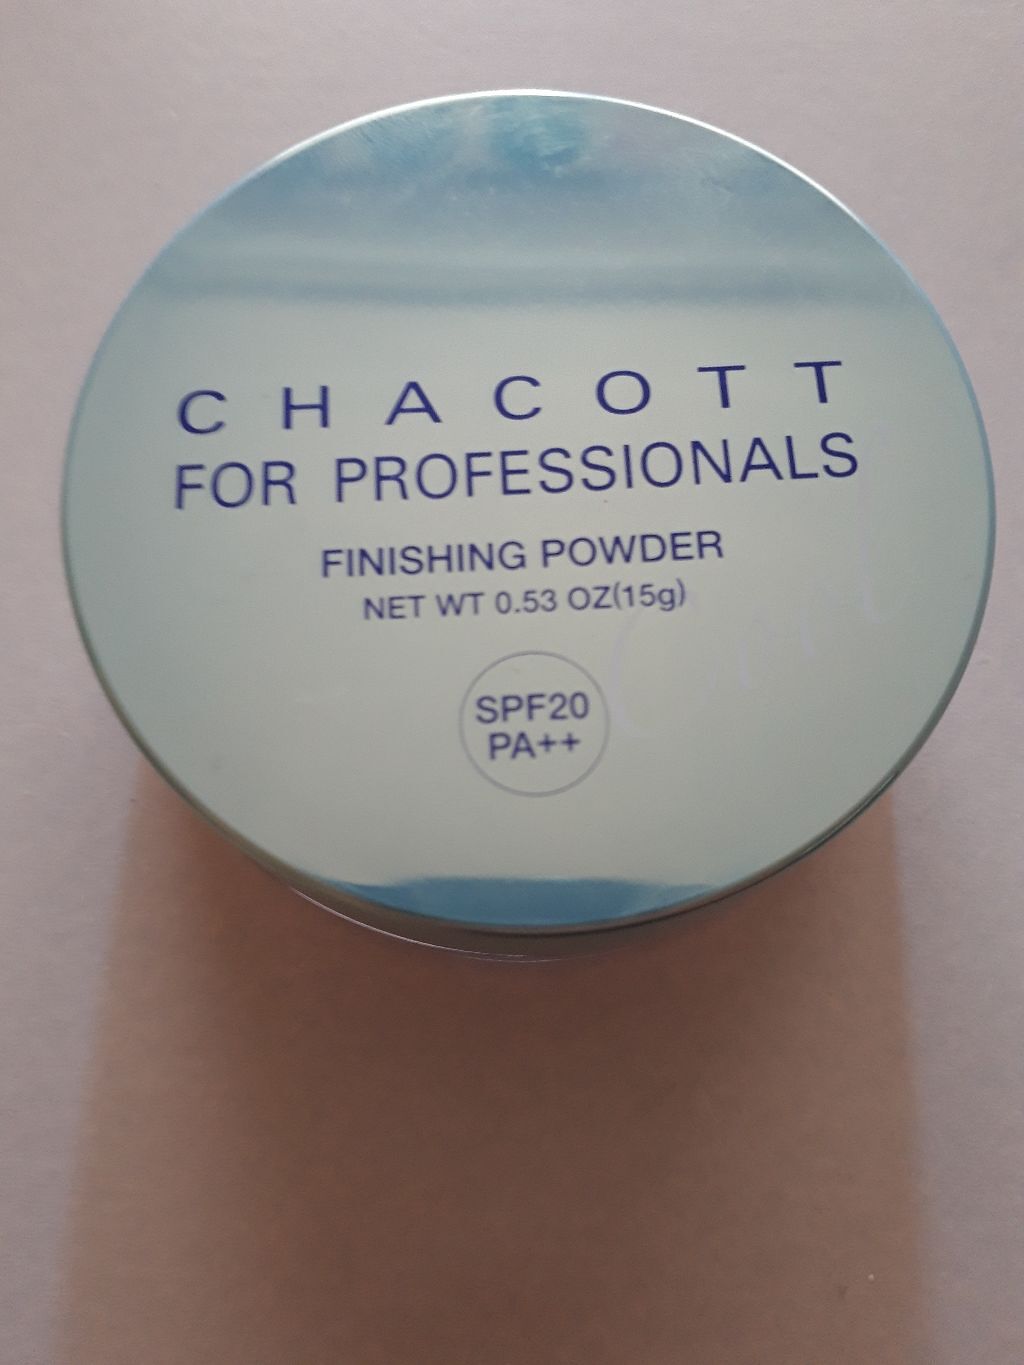 CHACOTT
FOR PROFESSIONALS
FINISHING POWDER
NET WT 0.53 OZ(15g)
SPF20
PA++